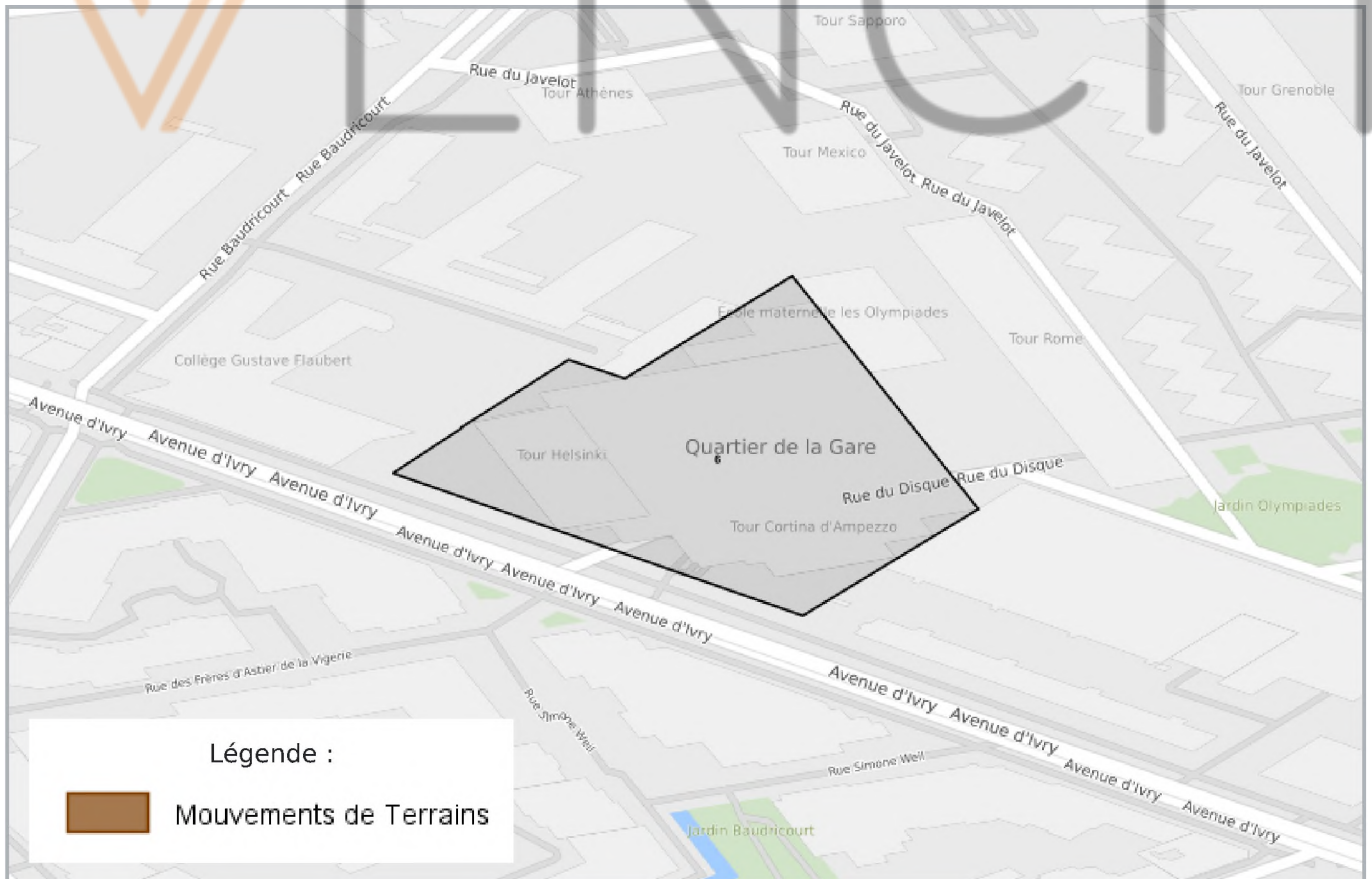 ENCI
Tour Sapporo
Rue du Javelot
Tour Athènes
Tour Grenoble
Rue Baudricourt
Rue du Javelot
Rue du Javelot
Tour Mexico
Rue du Javelot
Rue Baudricourt
Ecole maternelle les Olympiades
Tour Rome
Collège Gustave Flaubert
Avenue d'Ivry
Avenue d'Ivry
Avenue d'Ivry
Avenue d'Ivry
Avenue d'Ivry
Avenue d'Ivry
Tour Helsinki
Quartier de la Gare
6
Rue du Disque
Rue du Disque
Tour Cortina d'Ampezzo
Jardin Olympiades
Rue des Frères d'Astier de la Vigerie
Rue Simone Weil
Avenue d'Ivry
Avenue d'Ivry
Avenue d'Ivry
Avenue d'Ivry
Rue Simone Weil
Jardin Baudricourt
Légende :
Mouvements de Terrains